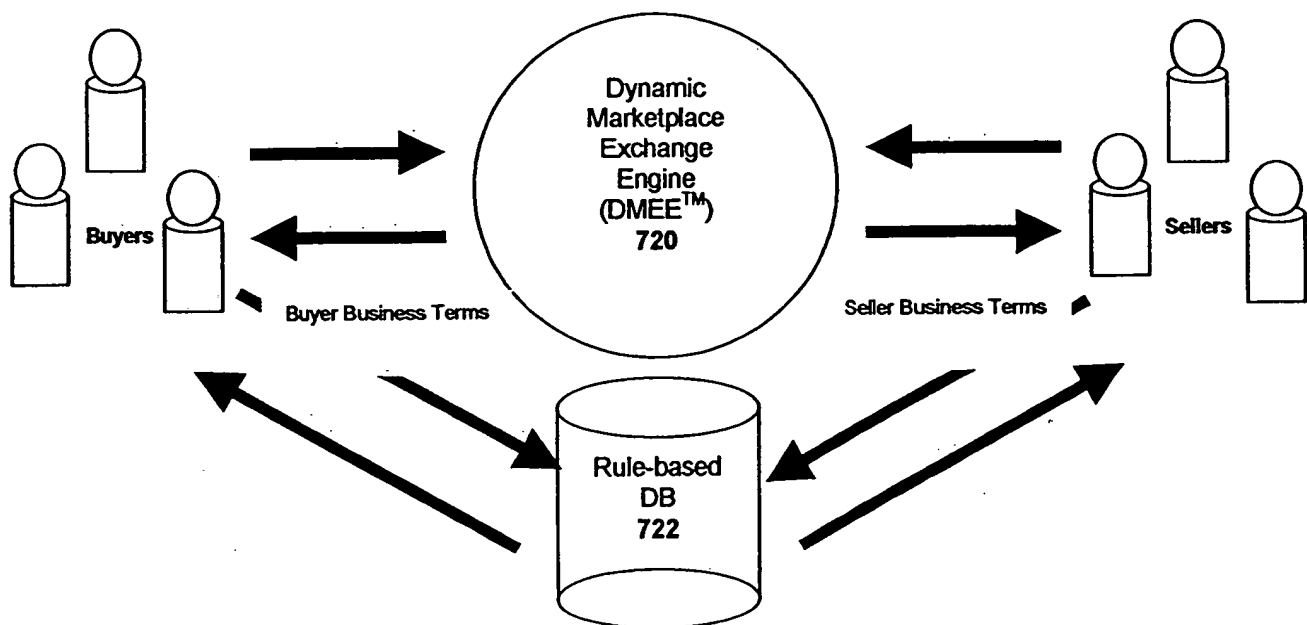 Dynamic
Marketplace
Exchange
Engine
(DMEE™)
720
Buyers
Sellers
Buyer Business Terms
Seller Business Terms
Rule-based
DB
722